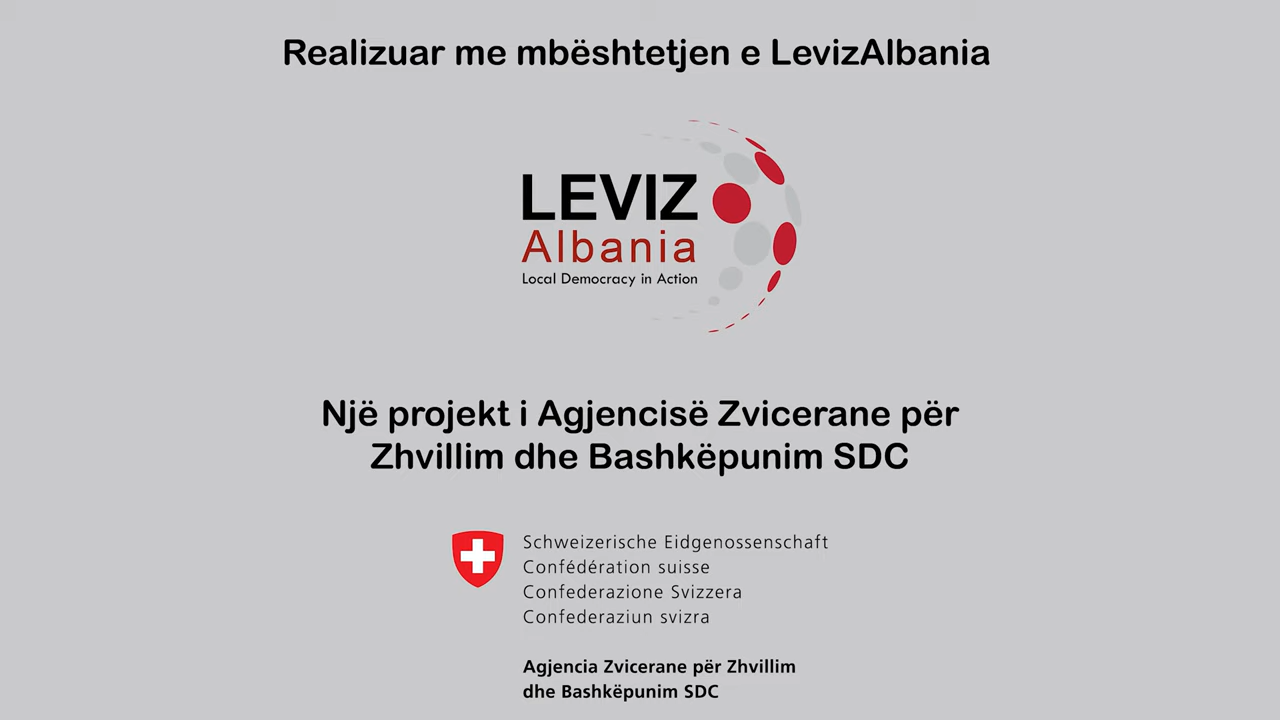 Realizuar me mbështetjen e LevizAlbania
LEVIZ
Albania
Local Democracy in Action
Një projekt i Agjencisë Zvicerane për
Zhvillim dhe Bashkëpunim SDC
Schweizerische Eidgenossenschaft
Confédération suisse
Confederazione Svizzera
Confederaziun svizra
Agjencia Zvicerane për Zhvillim
dhe Bashkëpunim SDC